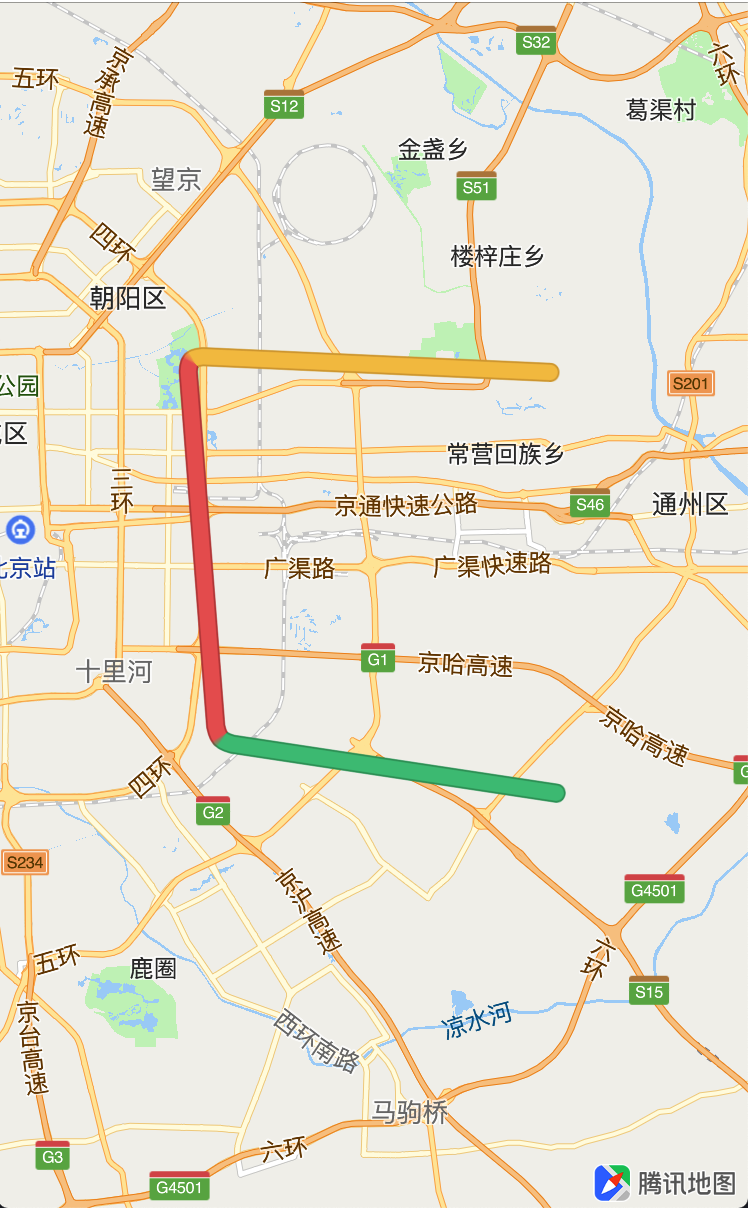 S32
六环
五环
京承高速
S12
葛渠村
金盏乡
望京
S51
四环
楼梓庄乡
朝阳区
公园
S201
区
常营回族乡
三环
京通快速公路
S46
通州区
北京站
广渠路
广渠快速路
十里河
G1
京哈高速
京哈高速
四环
G2
S234
G4501
京沪高速
六环
五环
鹿圈
S15
京台高速
西环南路
凉水河
马驹桥
六环
G3
G4501
腾讯地图